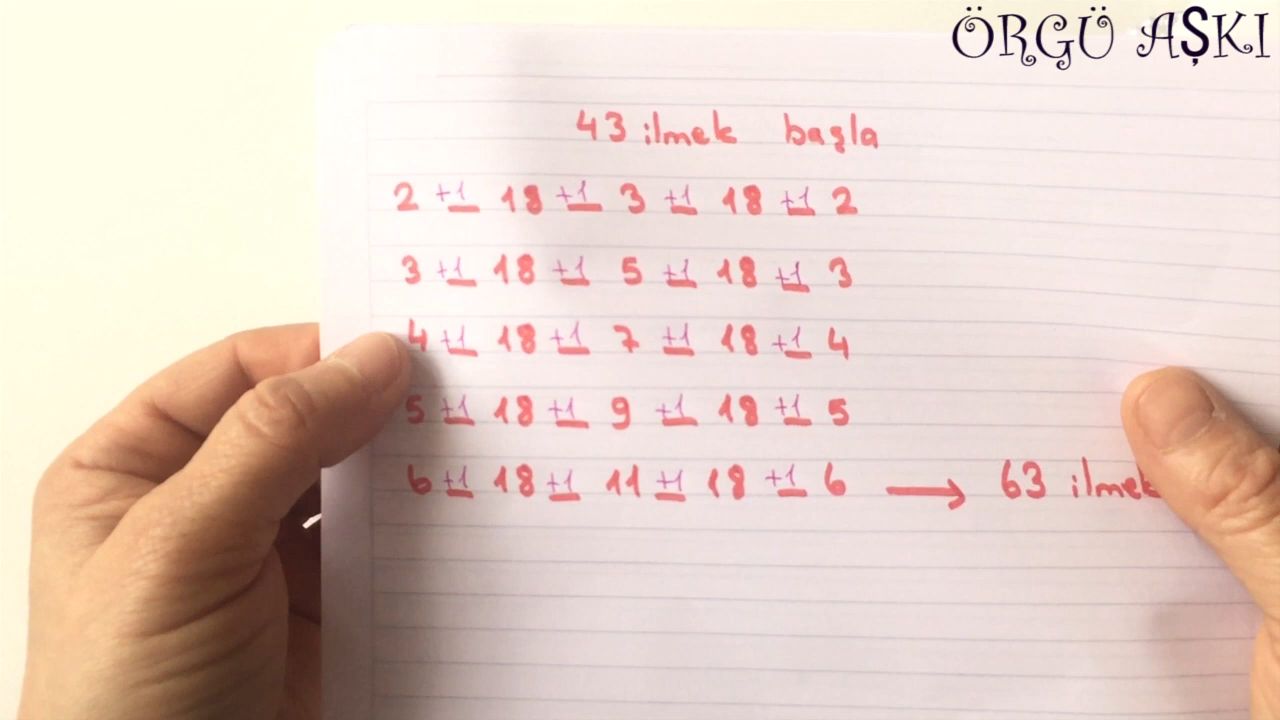 ÖRGÜ AŞKI
43 ilmek başla
2 +1 18 +1 3 +1 18 +1 2
3 +1 18 +1 5 +1 18 +1 3
4 +1 18 +1 7 +1 18 +1 4
5 +1 18 +1 9 +1 18 +1 5
6 +1 18 +1 11 +1 18 +1 6 → 63 ilmek